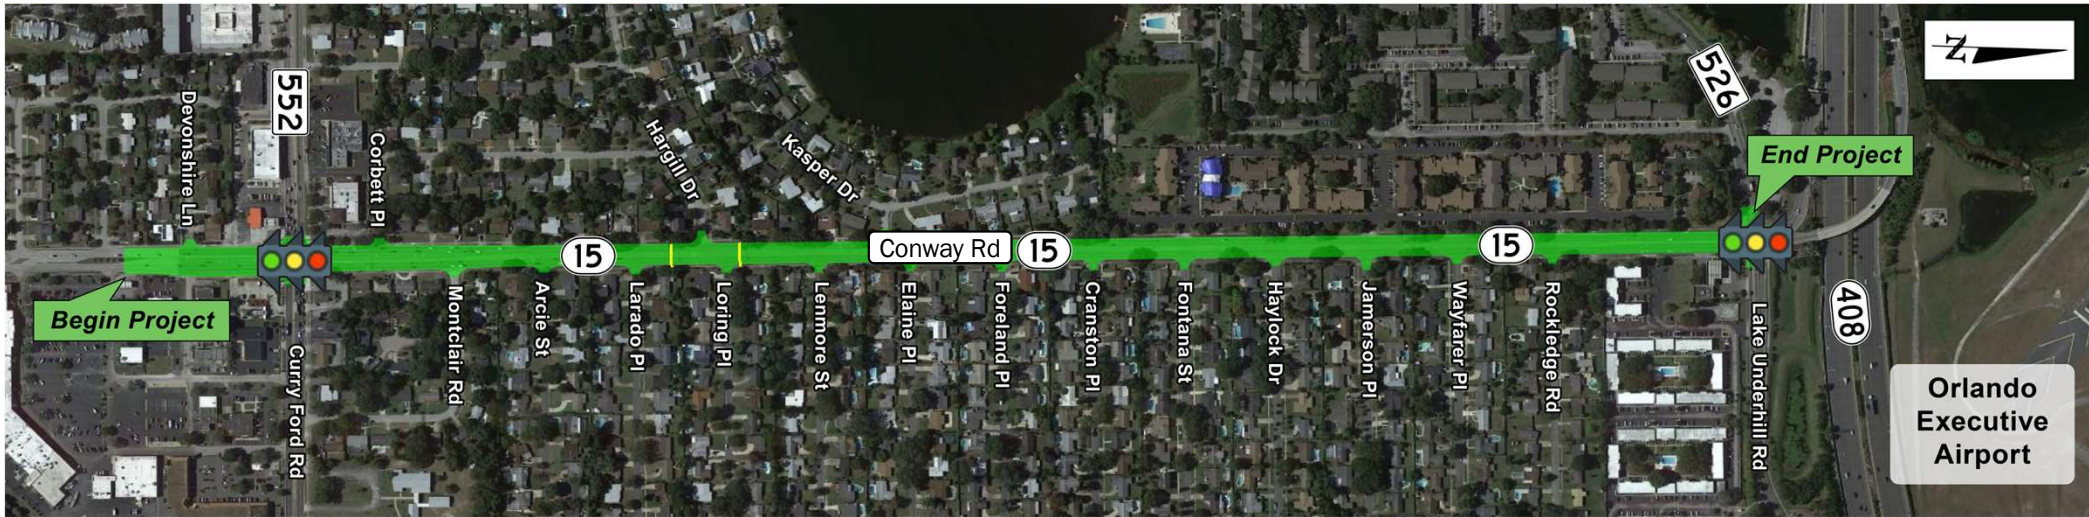 552
526
N
Devonshire Ln
Corbett Pl
Hargill Dr
Kasper Dr
End Project
15
Conway Rd
15
15
Begin Project
Curry Ford Rd
Montclair Rd
Arcie St
Larado Pl
Loring Pl
Lenmore St
Elaine Pl
Foreland Pl
Cranston Pl
Fontana St
Haylock Dr
Jamerson Pl
Wayfarer Pl
Rockledge Rd
Lake Underhill Rd
408
Orlando
Executive
Airport